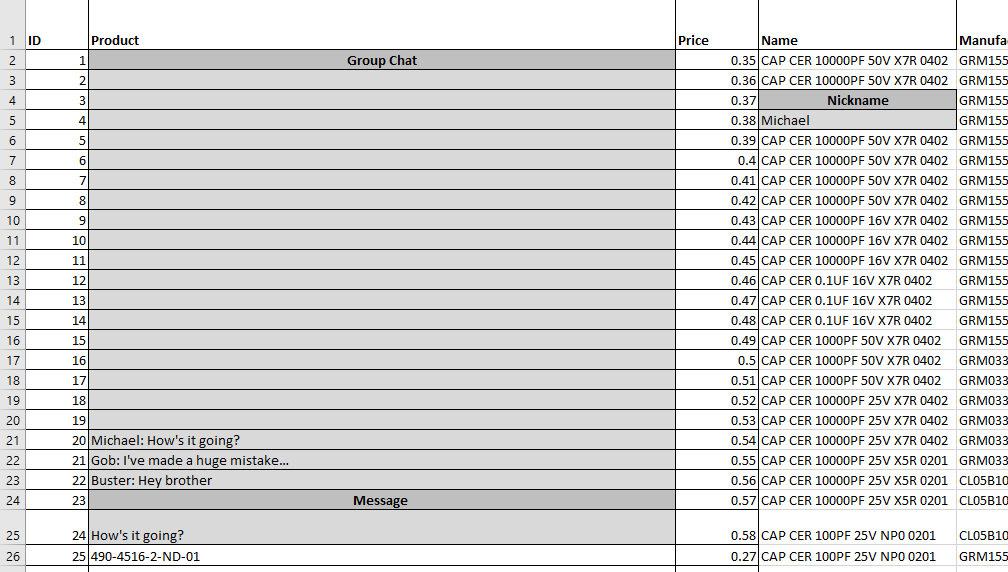 ID Product Price Name Manufa
1
2 1 Group Chat 0.35 CAP CER 10000PF 50V X7R 0402 GRM155
3 2 0.36 CAP CER 10000PF 50V X7R 0402 GRM155
4 3 0.37 Nickname GRM155
5 4 0.38 Michael GRM155
6 5 0.39 CAP CER 10000PF 50V X7R 0402 GRM155
7 6 0.4 CAP CER 10000PF 50V X7R 0402 GRM155
8 7 0.41 CAP CER 10000PF 50V X7R 0402 GRM155
9 8 0.42 CAP CER 10000PF 50V X7R 0402 GRM155
10 9 0.43 CAP CER 10000PF 16V X7R 0402 GRM155
11 10 0.44 CAP CER 10000PF 16V X7R 0402 GRM155
12 11 0.45 CAP CER 10000PF 16V X7R 0402 GRM155
13 12 0.46 CAP CER 0.1UF 16V X7R 0402 GRM155
14 13 0.47 CAP CER 0.1UF 16V X7R 0402 GRM155
15 14 0.48 CAP CER 0.1UF 16V X7R 0402 GRM155
16 15 0.49 CAP CER 1000PF 50V X7R 0402 GRM155
17 16 0.5 CAP CER 1000PF 50V X7R 0402 GRM033
18 17 0.51 CAP CER 1000PF 50V X7R 0402 GRM033
19 18 0.52 CAP CER 10000PF 25V X7R 0402 GRM033
20 19 0.53 CAP CER 10000PF 25V X7R 0402 GRM033
21 20 Michael: How's it going? 0.54 CAP CER 10000PF 25V X7R 0402 GRM033
22 21 Gob: I've made a huge mistake... 0.55 CAP CER 10000PF 25V X5R 0201 GRM033
23 22 Buster: Hey brother 0.56 CAP CER 10000PF 25V X5R 0201 CL05B10
24 23 Message 0.57 CAP CER 10000PF 25V X5R 0201 CL05B10
25 24 How's it going? 0.58 CAP CER 100PF 25V NP0 0201 CL05B10
26 25 490-4516-2-ND-01 0.27 CAP CER 100PF 25V NP0 0201 GRM155